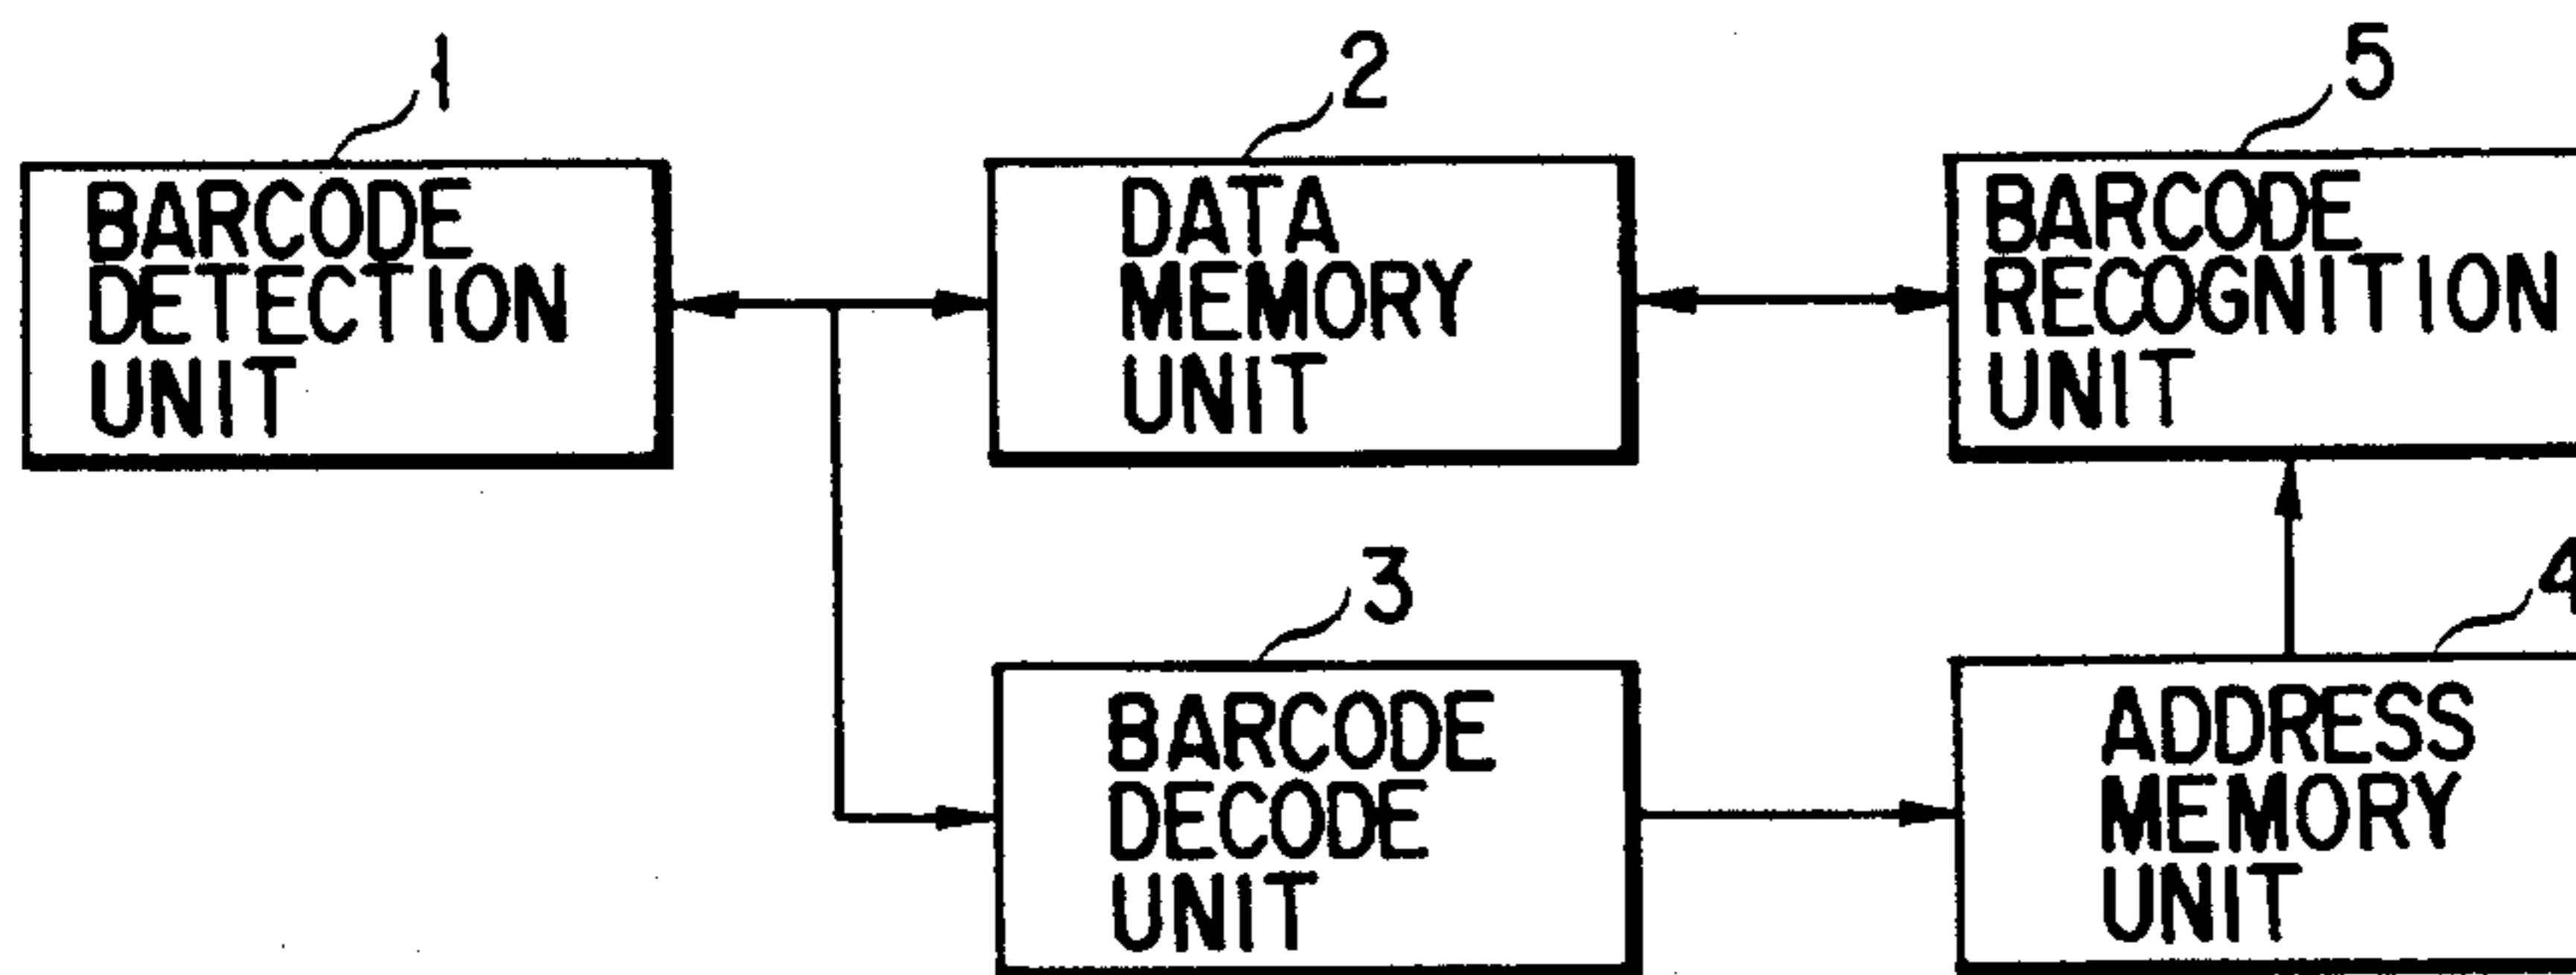 1
BARCODE
DETECTION
UNIT
2
DATA
MEMORY
UNIT
5
BARCODE
RECOGNITION
UNIT
3
BARCODE
DECODE
UNIT
4
ADDRESS
MEMORY
UNIT